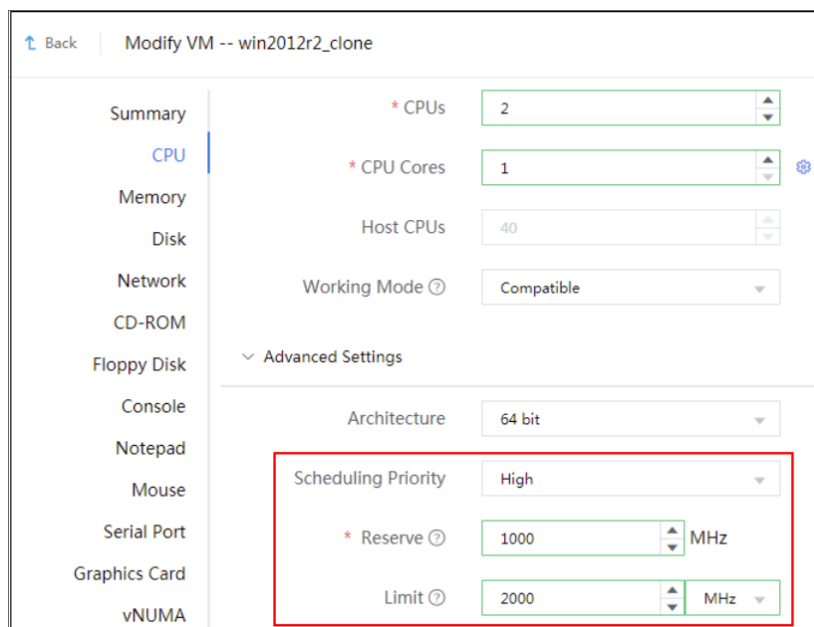 Back Modify VM -- win2012r2_clone
Summary
CPU
Memory
Disk
Network
CD-ROM
Floppy Disk
Console
Notepad
Mouse
Serial Port
Graphics Card
vNUMA
* CPUs 2
* CPU Cores 1
Host CPUs 40
Working Mode ? Compatible
Advanced Settings
Architecture 64 bit
Scheduling Priority High
* Reserve ? 1000 MHz
Limit ? 2000 MHz